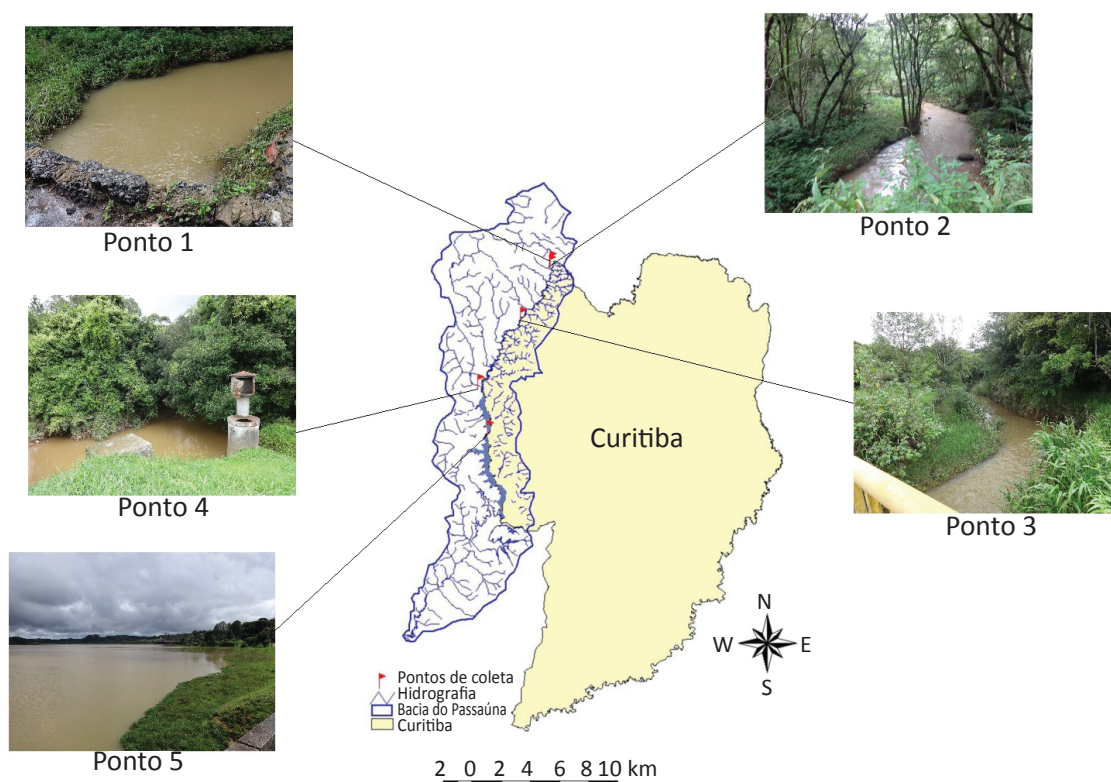 Ponto 1
Ponto 2
Ponto 4
Curitiba
Ponto 3
Ponto 5
N
W E
S
Pontos de coleta
Hidrografia
Bacia do Passaúna
Curitiba
2 0 2 4 6 8 10 km